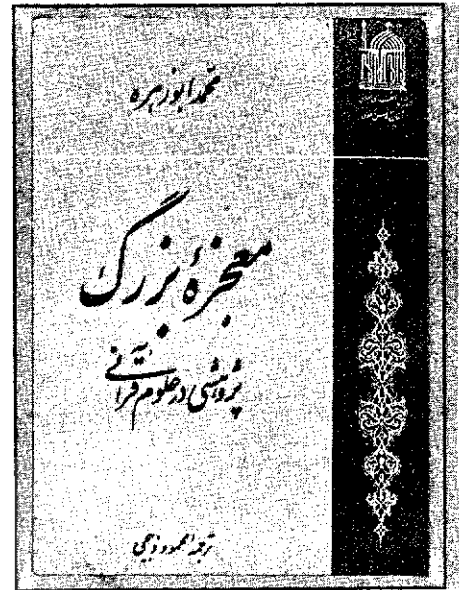 محمد ابوزهره
معجزهٔ بزرگ
پژوهشی در علوم قرآنی
ترجمه محمود ذبیحی